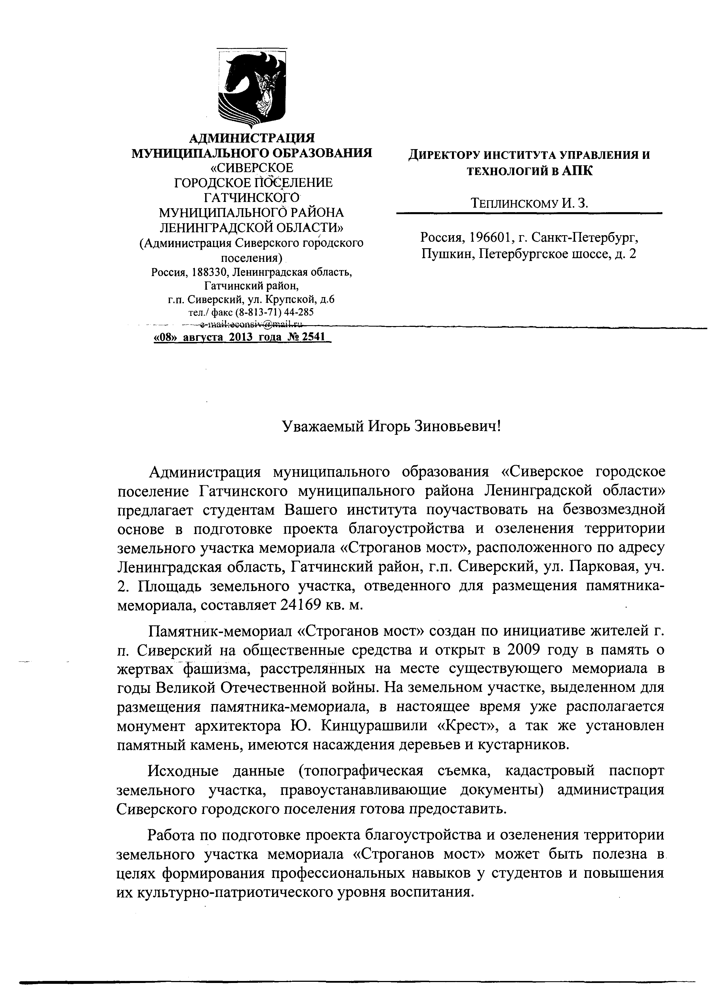 АДМИНИСТРАЦИЯ
МУНИЦИПАЛЬНОГО ОБРАЗОВАНИЯ
«СИВЕРСКОЕ
ГОРОДСКОЕ ПОСЕЛЕНИЕ
ГАТЧИНСКОГО
МУНИЦИПАЛЬНОГО РАЙОНА
ЛЕНИНГРАДСКОЙ ОБЛАСТИ»
(Администрация Сиверского городского
поселения)
Россия, 188330, Ленинградская область,
Гатчинский район,
г.п. Сиверский, ул. Крупской, д.6
тел./ факс (8-813-71) 44-285
e-mail:econsiv@mail.ru
«08» августа 2013 года № 2541
ДИРЕКТОРУ ИНСТИТУТА УПРАВЛЕНИЯ И
ТЕХНОЛОГИЙ В АПК
ТЕПЛИНСКОМУ И. З.
Россия, 196601, г. Санкт-Петербург,
Пушкин, Петербургское шоссе, д. 2
Уважаемый Игорь Зиновьевич!
Администрация муниципального образования «Сиверское городское
поселение Гатчинского муниципального района Ленинградской области»
предлагает студентам Вашего института поучаствовать на безвозмездной
основе в подготовке проекта благоустройства и озеленения территории
земельного участка мемориала «Строганов мост», расположенного по адресу
Ленинградская область, Гатчинский район, г.п. Сиверский, ул. Парковая, уч.
2. Площадь земельного участка, отведенного для размещения памятника-
мемориала, составляет 24169 кв. м.
Памятник-мемориал «Строганов мост» создан по инициативе жителей г.
п. Сиверский на общественные средства и открыт в 2009 году в память о
жертвах фашизма, расстрелянных на месте существующего мемориала в
годы Великой Отечественной войны. На земельном участке, выделенном для
размещения памятника-мемориала, в настоящее время уже располагается
монумент архитектора Ю. Кинцурашвили «Крест», а так же установлен
памятный камень, имеются насаждения деревьев и кустарников.
Исходные данные (топографическая съемка, кадастровый паспорт
земельного участка, правоустанавливающие документы) администрация
Сиверского городского поселения готова предоставить.
Работа по подготовке проекта благоустройства и озеленения территории
земельного участка мемориала «Строганов мост» может быть полезна в
целях формирования профессиональных навыков у студентов и повышения
их культурно-патриотического уровня воспитания.